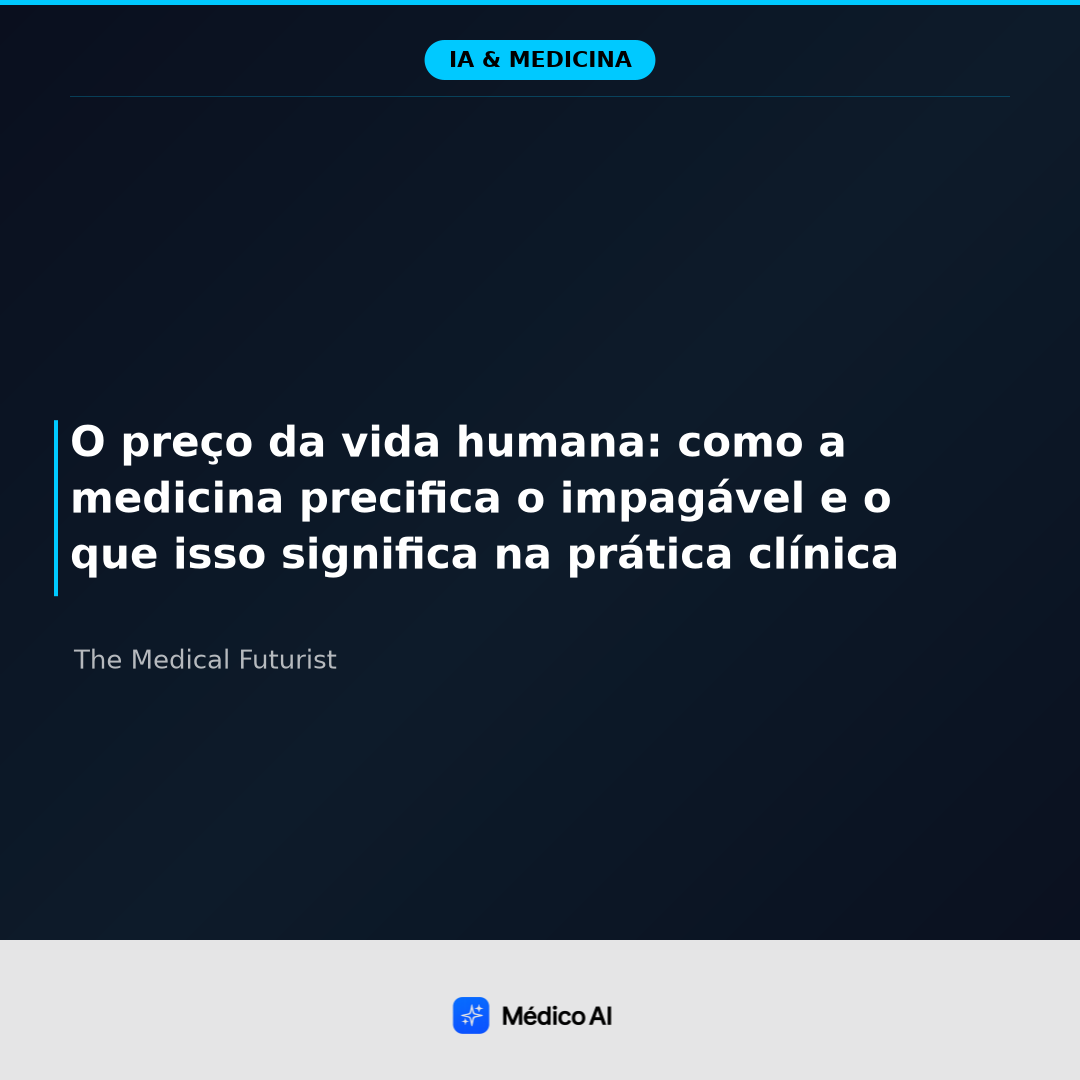 IA & MEDICINA
O preço da vida humana: como a
medicina precifica o impagável e o
que isso significa na prática clínica
The Medical Futurist
Médico AI